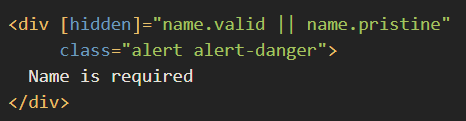 <div [hidden]="name.valid || name.pristine"
     class="alert alert-danger">
  Name is required
</div>